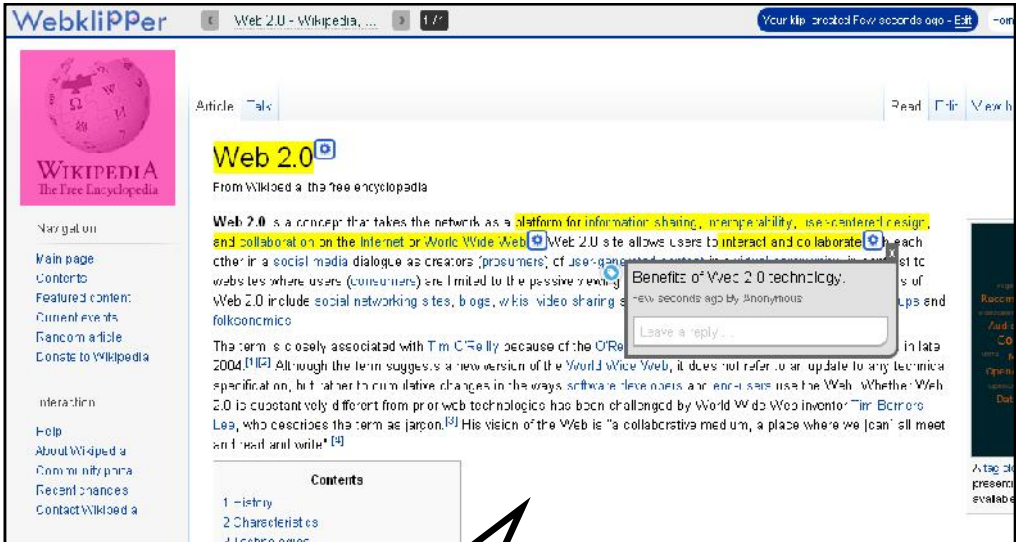 WebkliPPer
Web 2.0 - Wikipedia, ...
1 / 1
Your klip created Few seconds ago - Edit
WIKIPEDIA
The Free Encyclopedia
Article Talk
Read Edit View h
Web 2.0
From Wikipedia the free encyclopedia
Navigation
Main page
Contents
Featured content
Current events
Random article
Donate to Wikipedia
Interaction
Help
About Wikipedia
Community portal
Recent changes
Contact Wikipedia
Web 2.0 is a concept that takes the network as a platform for information sharing, interoperability, user-centered design,
and collaboration on the Internet or World Wide Web Web 2.0 site allows users to interact and collaborate each
other in a social media dialogue as creators (prosumers) of user-generated content in a virtual community, in contrast to
websites where users (consumers) are limited to the passive viewing of
Web 2.0 include social networking sites, blogs, wikis video sharing and
folksonomies
Benefits of Web 2.0 technology.
Few seconds ago By Anonymous
Leave a reply ...
The term is closely associated with Tim O'Reilly because of the in late
2004.[1][2] Although the term suggests a new version of the World Wide Web, it does not refer to an update to any technica
specification, but rather to cumulative changes in the ways software developers and end-users use the Web. Whether Web
2.0 is substantively different from prior web technologies has been challenged by World Wide Web inventor Tim Berners
Lee, who describes the term as jargon.[3] His vision of the Web is "a collaborative medium, a place where we [can] all meet
and read and write" [4]
Contents
1 History
2 Characteristics
3 Technologies
A tag